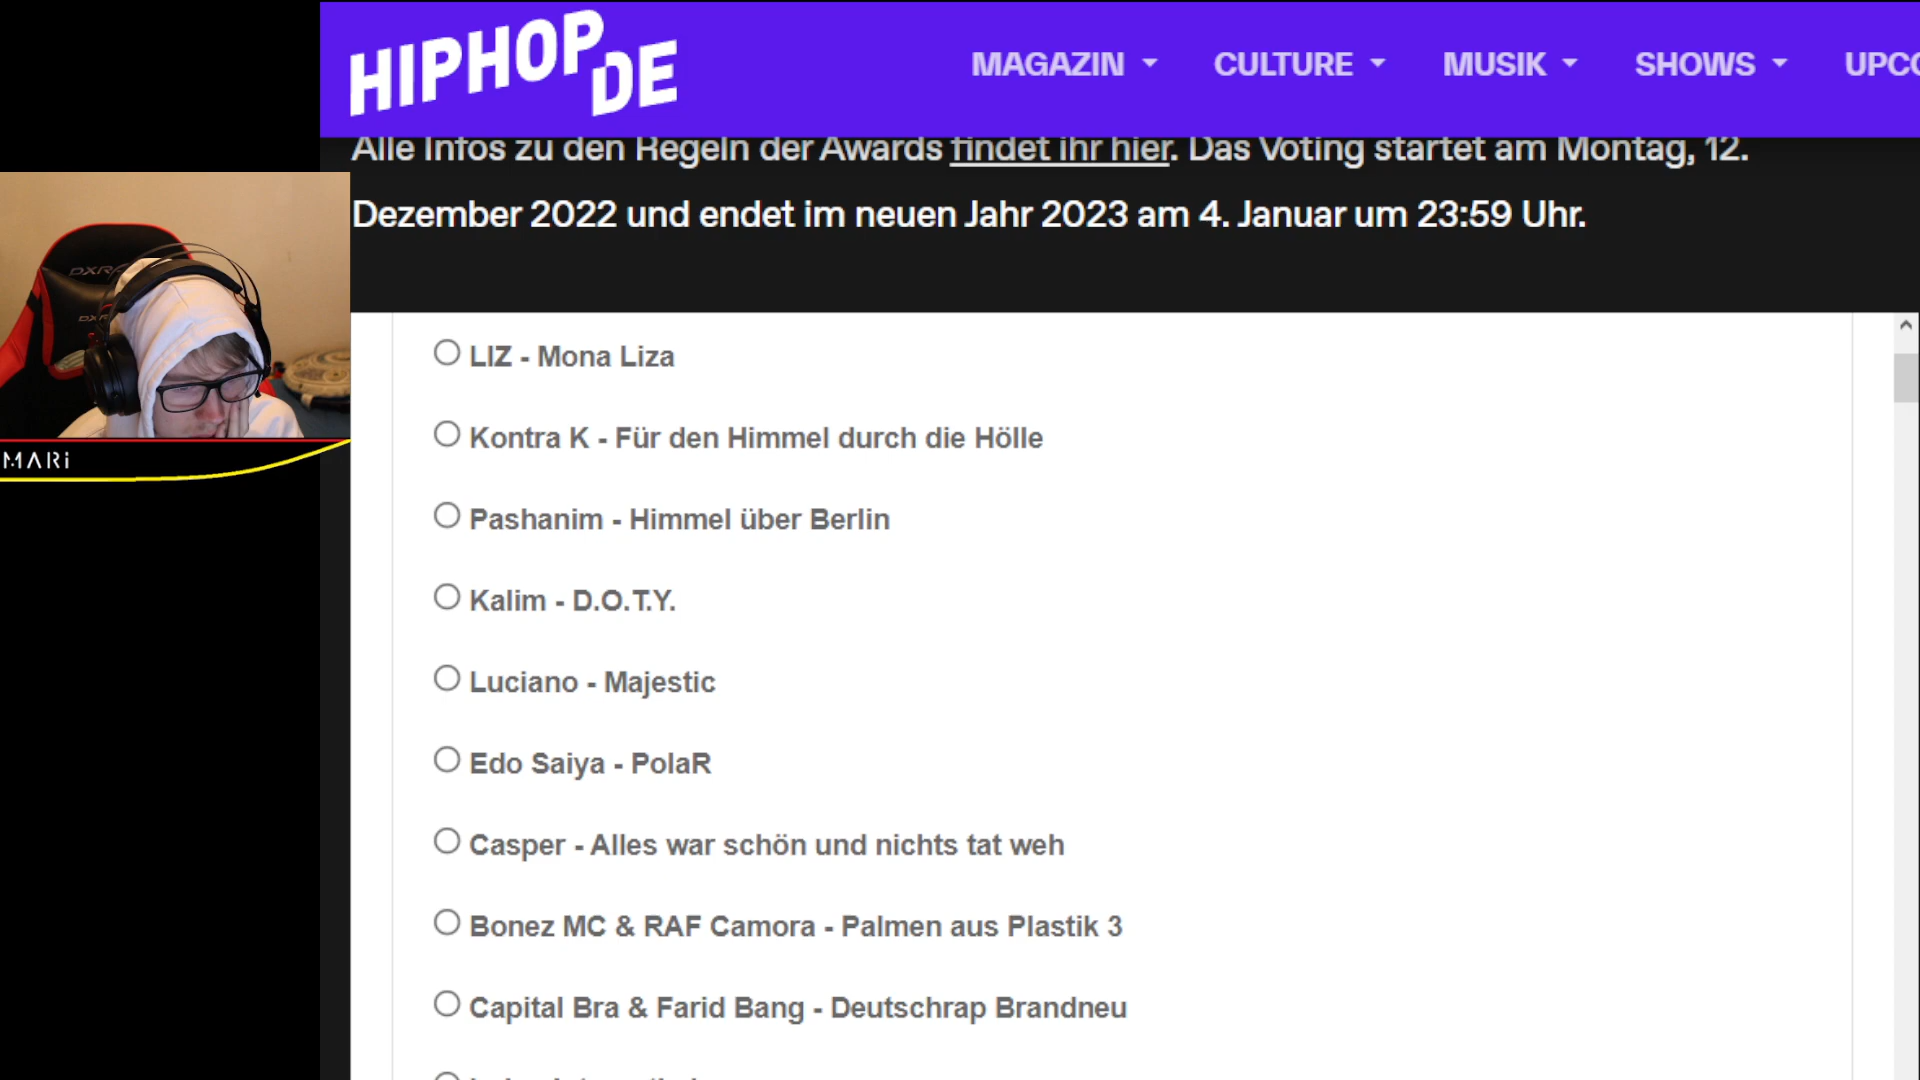 HIPHOP.DE
MAGAZIN
CULTURE
MUSIK
SHOWS
Alle Infos zu den Regeln der Awards findet ihr hier. Das Voting startet am Montag, 12.
Dezember 2022 und endet im neuen Jahr 2023 am 4. Januar um 23:59 Uhr.
MARi
LIZ - Mona Liza
Kontra K - Für den Himmel durch die Hölle
Pashanim - Himmel über Berlin
Kalim - D.O.T.Y.
Luciano - Majestic
Edo Saiya - PolaR
Casper - Alles war schön und nichts tat weh
Bonez MC & RAF Camora - Palmen aus Plastik 3
Capital Bra & Farid Bang - Deutschrap Brandneu